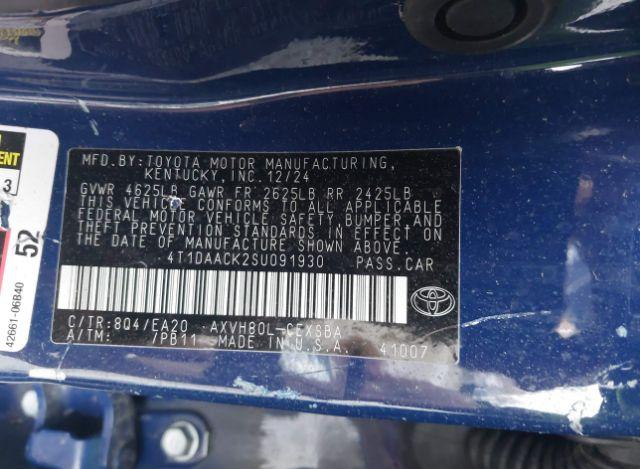 MFD. BY: TOYOTA MOTOR MANUFACTURING,
KENTUCKY, INC. 12/24
GVWR 4625LB GAWR FR 2625LB RR 2425LB
THIS VEHICLE CONFORMS TO ALL APPLICABLE
FEDERAL MOTOR VEHICLE SAFETY, BUMPER AND
THEFT PREVENTION STANDARDS IN EFFECT ON
THE DATE OF MANUFACTURE SHOWN ABOVE.
4T1DAACK2SU091930 PASS.CAR
C/TR: 8Q4/EA20 AXVH80L-CEXSBA
A/TM: /PB11 MADE IN U.S.A. 41007
TOYOTA
3
52
42661-06B40